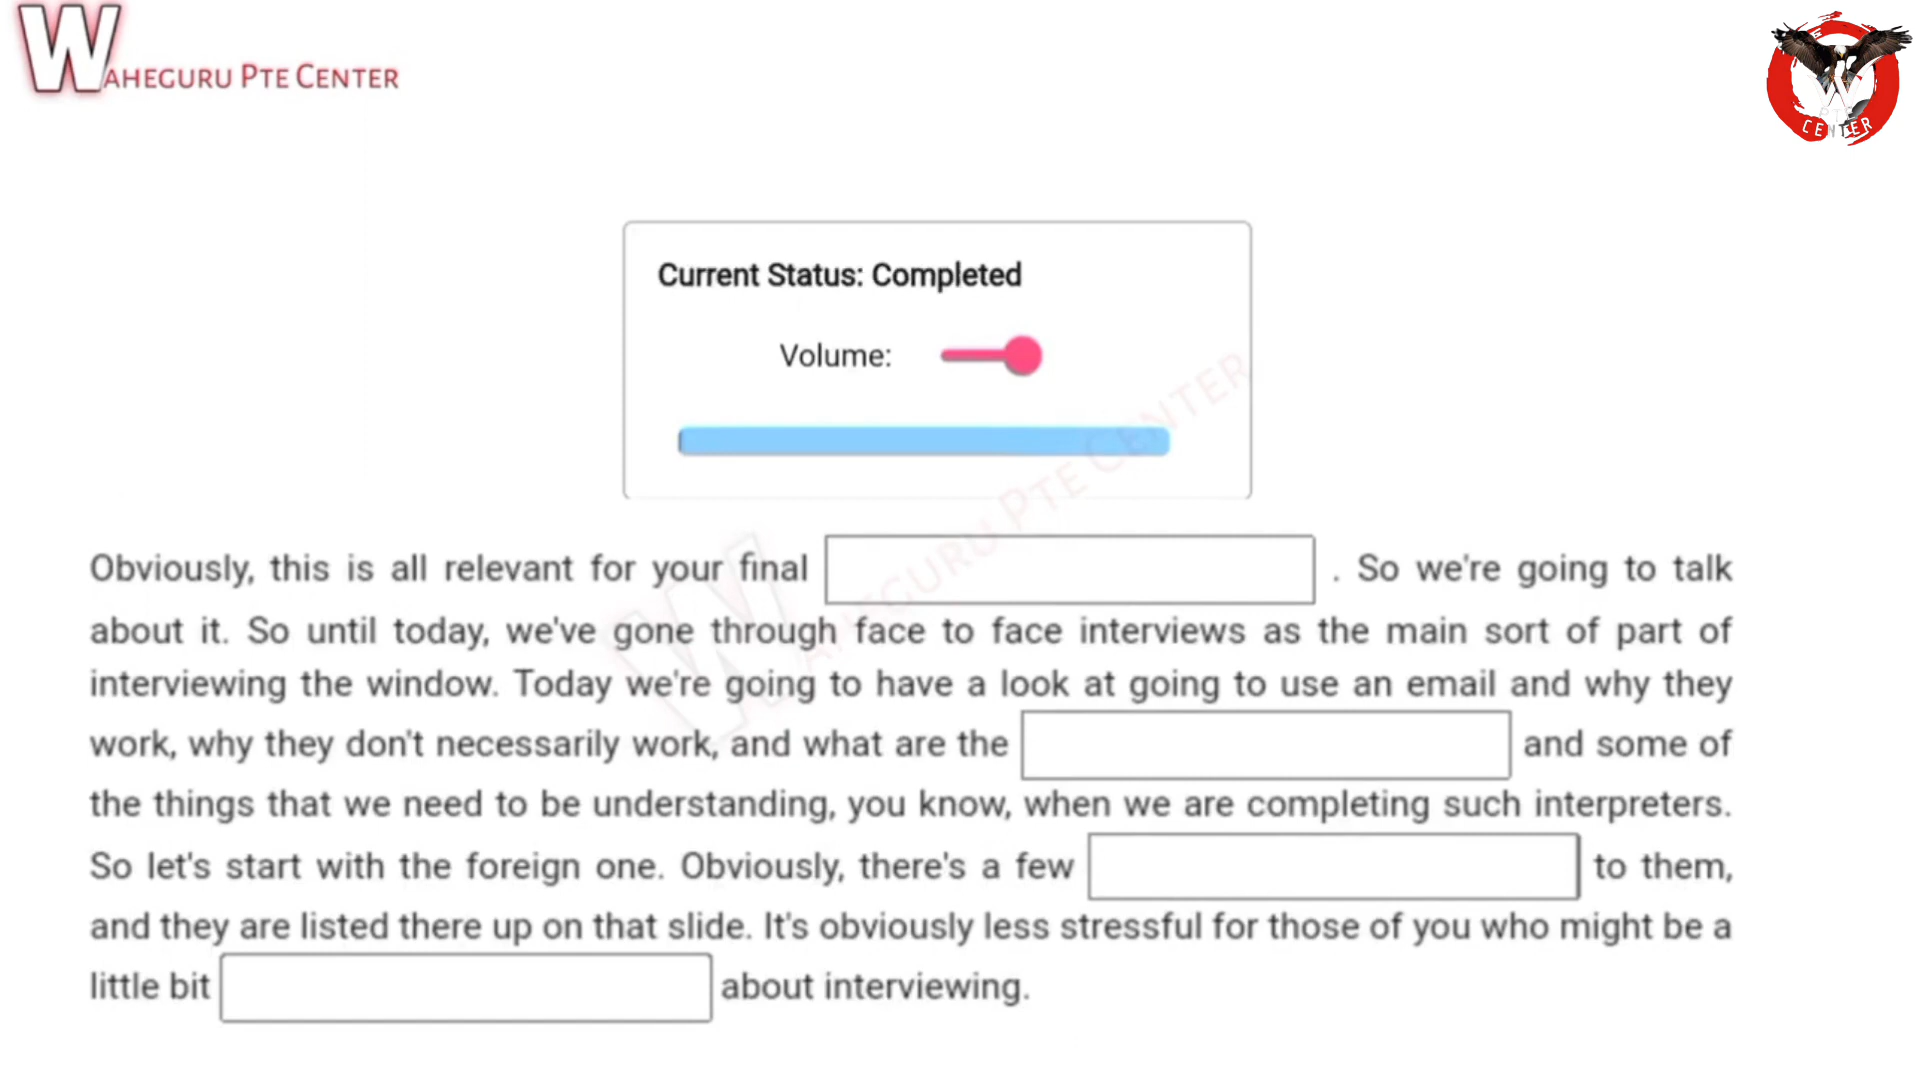 WAHEGURU PTE CENTER
W
PTE
CENTER
Current Status: Completed
Volume:
WAHEGURU PTE CENTER
Obviously, this is all relevant for your final . So we're going to talk
about it. So until today, we've gone through face to face interviews as the main sort of part of
interviewing the window. Today we're going to have a look at going to use an email and why they
work, why they don't necessarily work, and what are the and some of
the things that we need to be understanding, you know, when we are completing such interpreters.
So let's start with the foreign one. Obviously, there's a few to them,
and they are listed there up on that slide. It's obviously less stressful for those of you who might be a
little bit about interviewing.